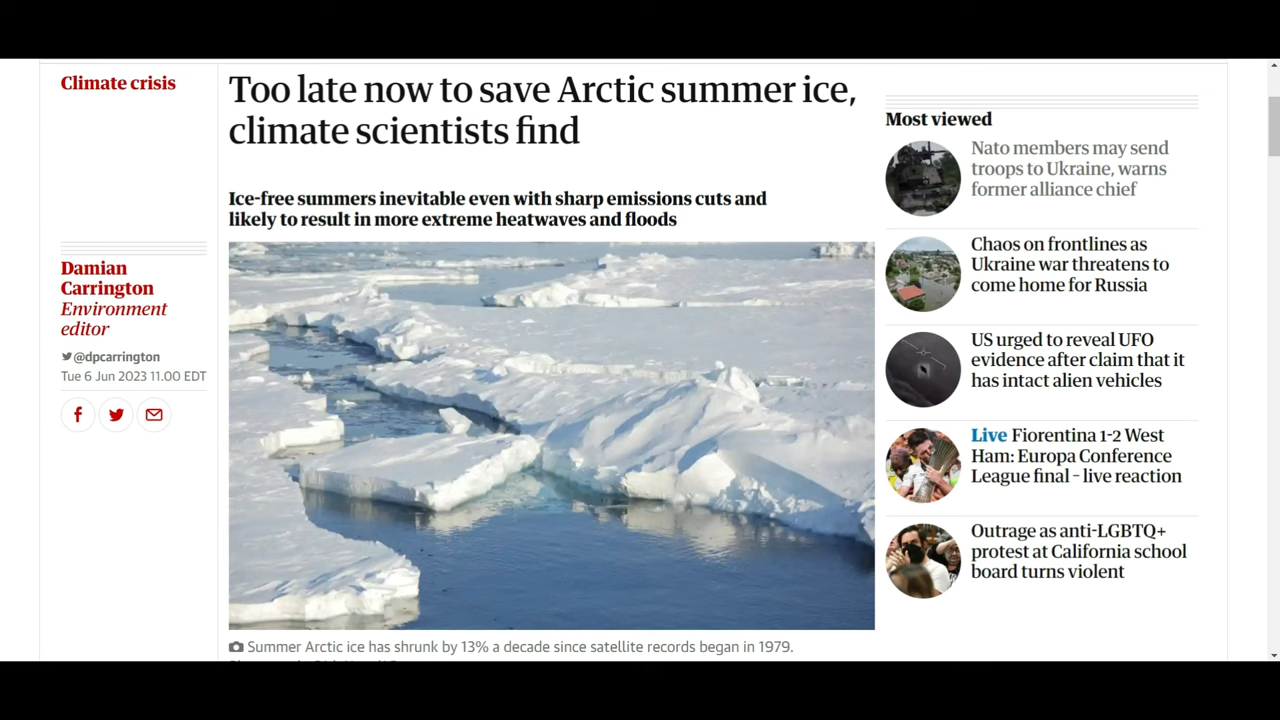 Climate crisis
Too late now to save Arctic summer ice,
climate scientists find
Ice-free summers inevitable even with sharp emissions cuts and
likely to result in more extreme heatwaves and floods
Damian
Carrington
Environment
editor
@dpcarrington
Tue 6 Jun 2023 11.00 EDT
Summer Arctic ice has shrunk by 13% a decade since satellite records began in 1979.
Most viewed
Nato members may send
troops to Ukraine, warns
former alliance chief
Chaos on frontlines as
Ukraine war threatens to
come home for Russia
US urged to reveal UFO
evidence after claim that it
has intact alien vehicles
Live Fiorentina 1-2 West
Ham: Europa Conference
League final – live reaction
Outrage as anti-LGBTQ+
protest at California school
board turns violent